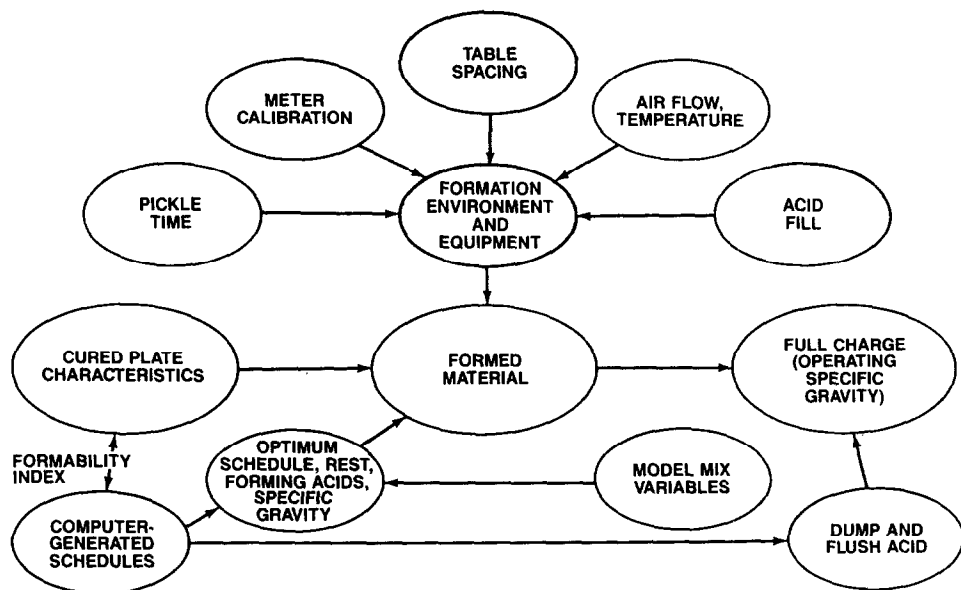 TABLE
SPACING
METER
CALIBRATION
AIR FLOW,
TEMPERATURE
PICKLE
TIME
FORMATION
ENVIRONMENT
AND
EQUIPMENT
ACID
FILL
CURED PLATE
CHARACTERISTICS
FORMED
MATERIAL
FULL CHARGE
(OPERATING
SPECIFIC
GRAVITY)
FORMABILITY
INDEX
OPTIMUM
SCHEDULE, REST,
FORMING ACIDS,
SPECIFIC
GRAVITY
MODEL MIX
VARIABLES
COMPUTER-
GENERATED
SCHEDULES
DUMP AND
FLUSH ACID